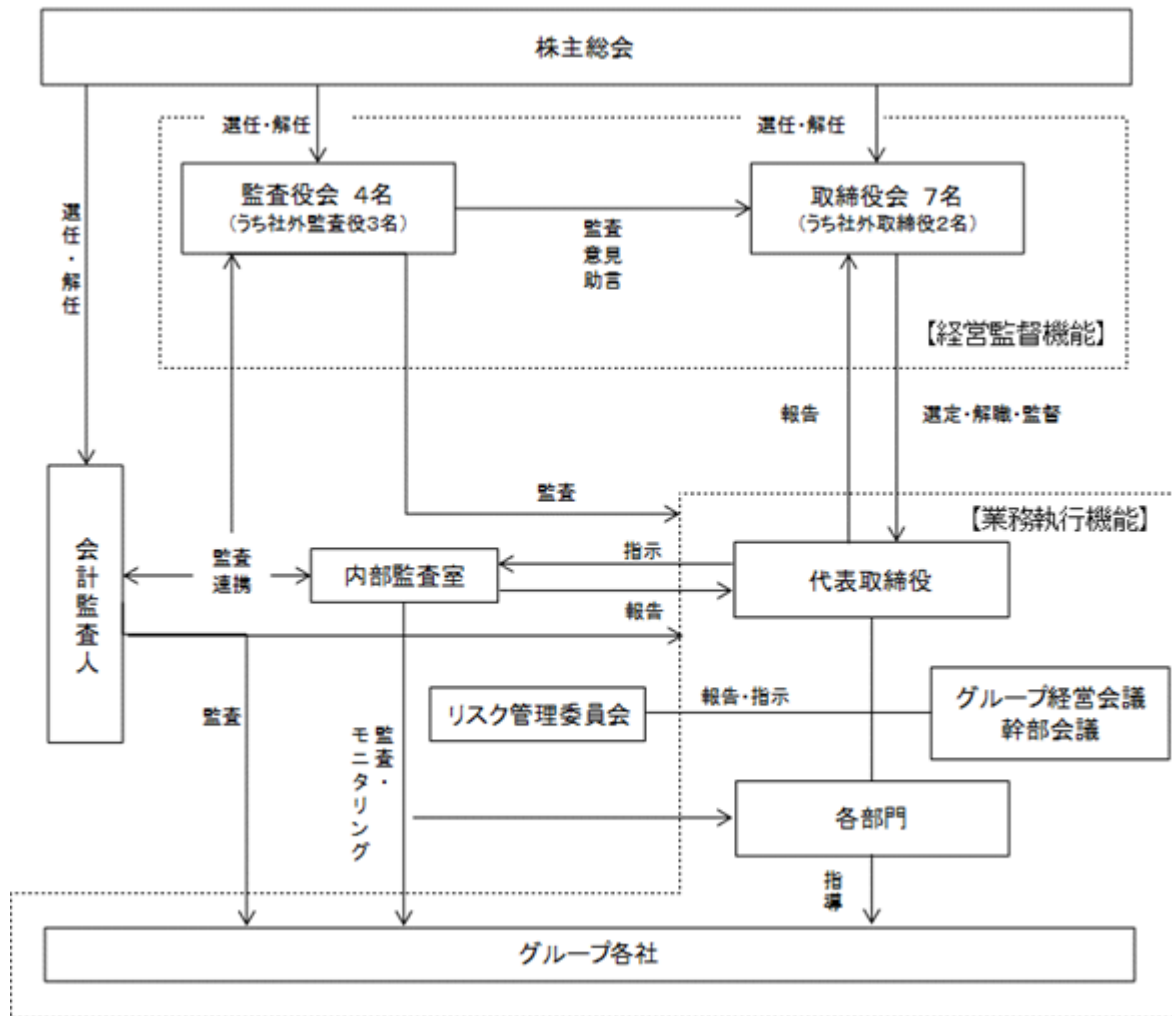 株主総会
選任・解任
選任・解任
選任・解任
監査役会 4名
(うち社外監査役3名)
取締役会 7名
(うち社外取締役2名)
監査
意見
助言
【経営監督機能】
報告
選定・解職・監督
監査
【業務執行機能】
会計監査人
監査
連携
内部監査室
指示
報告
代表取締役
監査
監査・
モニタリング
リスク管理委員会
報告・指示
グループ経営会議
幹部会議
各部門
指導
グループ各社